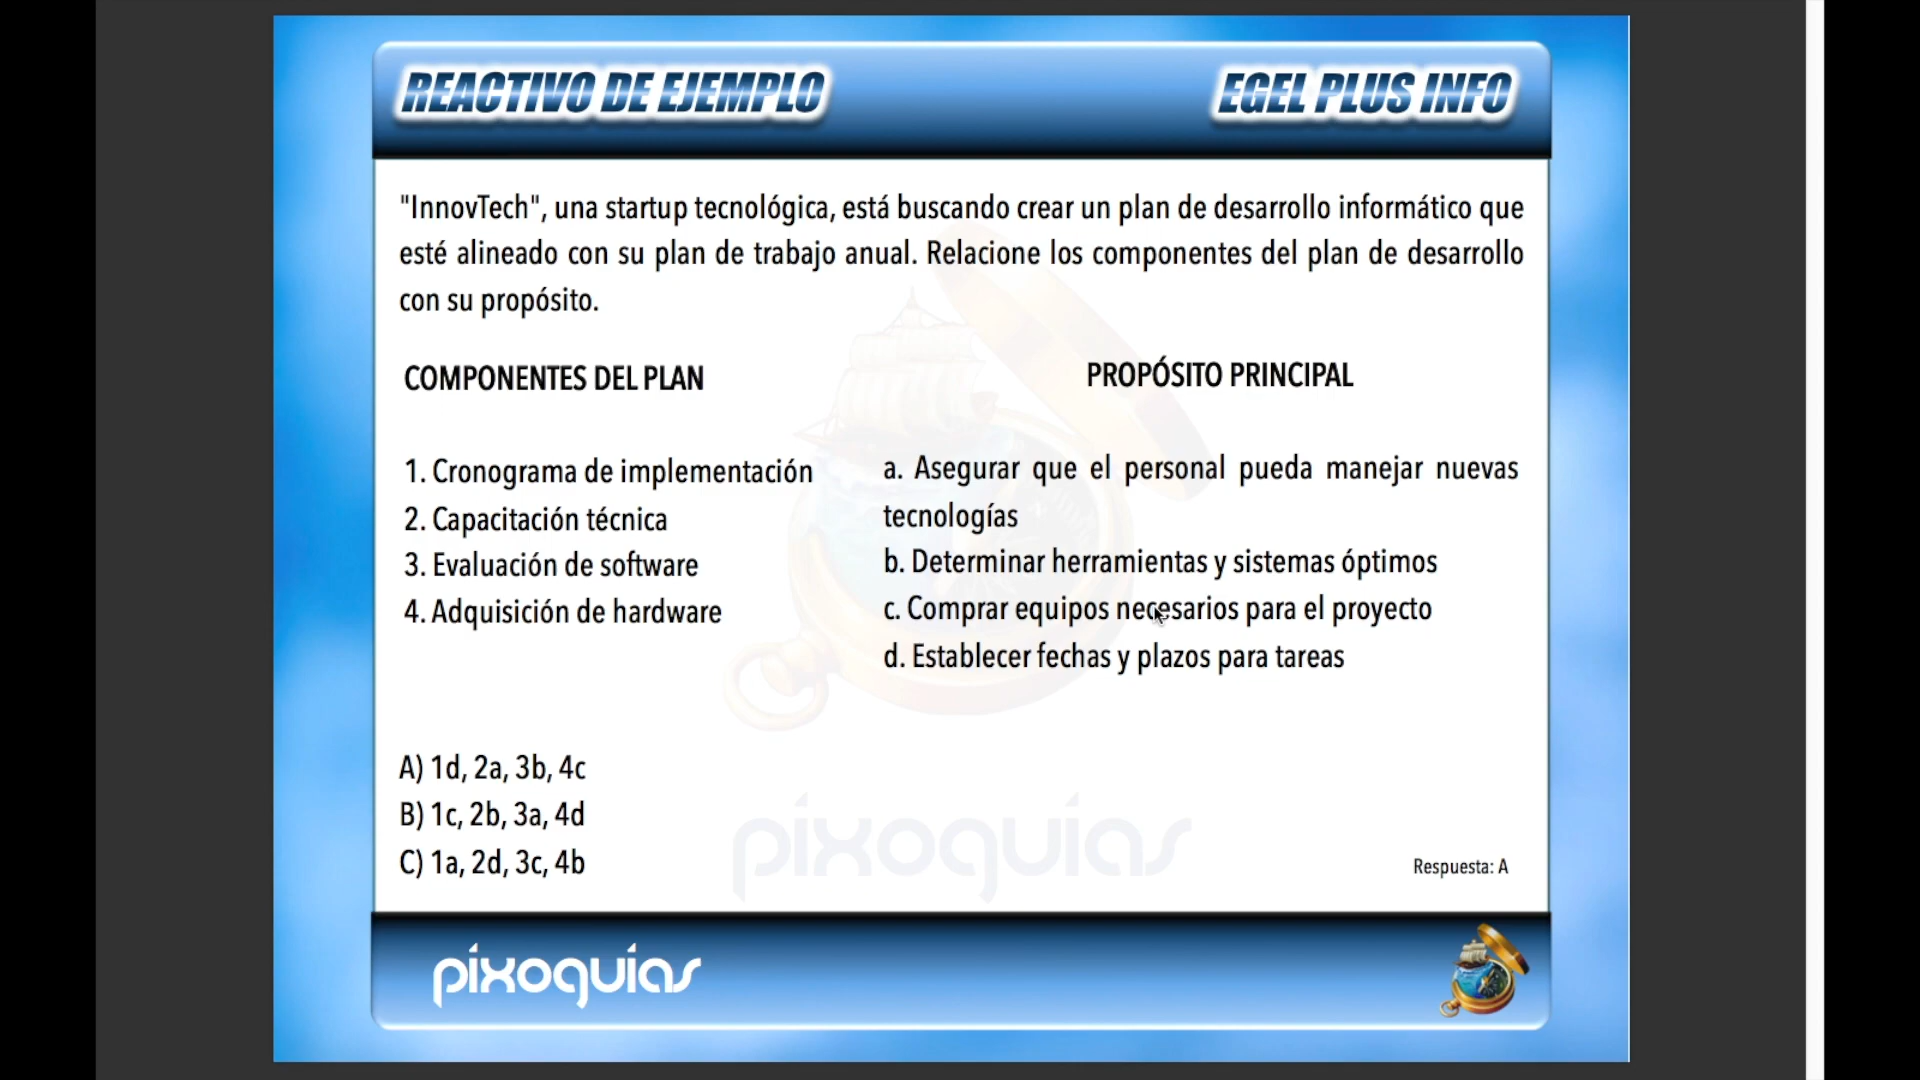 REACTIVO DE EJEMPLO
EGEL PLUS INFO
"InnovTech", una startup tecnológica, está buscando crear un plan de desarrollo informático que
esté alineado con su plan de trabajo anual. Relacione los componentes del plan de desarrollo
con su propósito.
COMPONENTES DEL PLAN
1. Cronograma de implementación
2. Capacitación técnica
3. Evaluación de software
4. Adquisición de hardware
PROPÓSITO PRINCIPAL
a. Asegurar que el personal pueda manejar nuevas
tecnologías
b. Determinar herramientas y sistemas óptimos
c. Comprar equipos necesarios para el proyecto
d. Establecer fechas y plazos para tareas
A) 1d, 2a, 3b, 4c
B) 1c, 2b, 3a, 4d
C) 1a, 2d, 3c, 4b
Respuesta: A
pixoguías
pixoguías